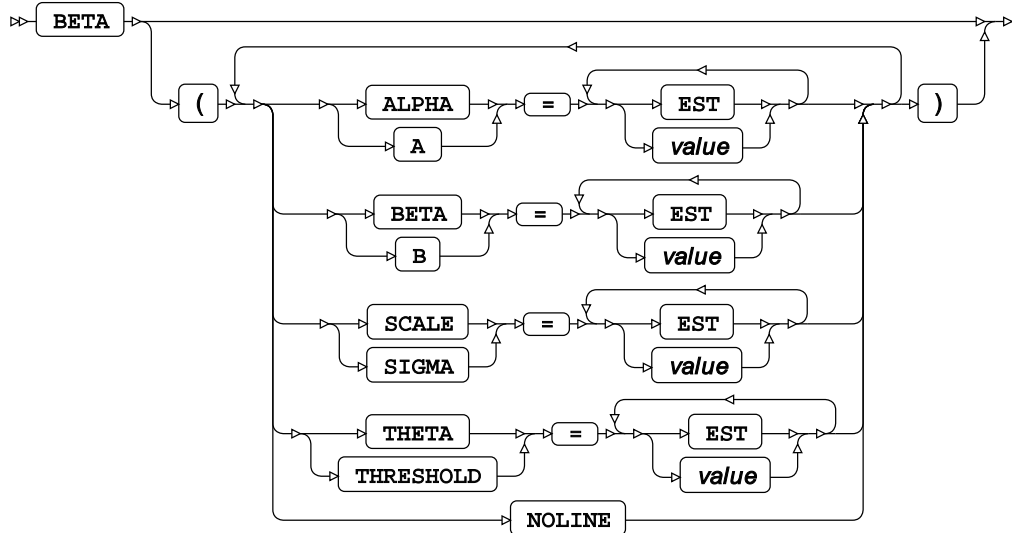 BETA
( ALPHA = EST )
A value
BETA = EST
B value
SCALE = EST
SIGMA value
THETA = EST
THRESHOLD value
NOLINE